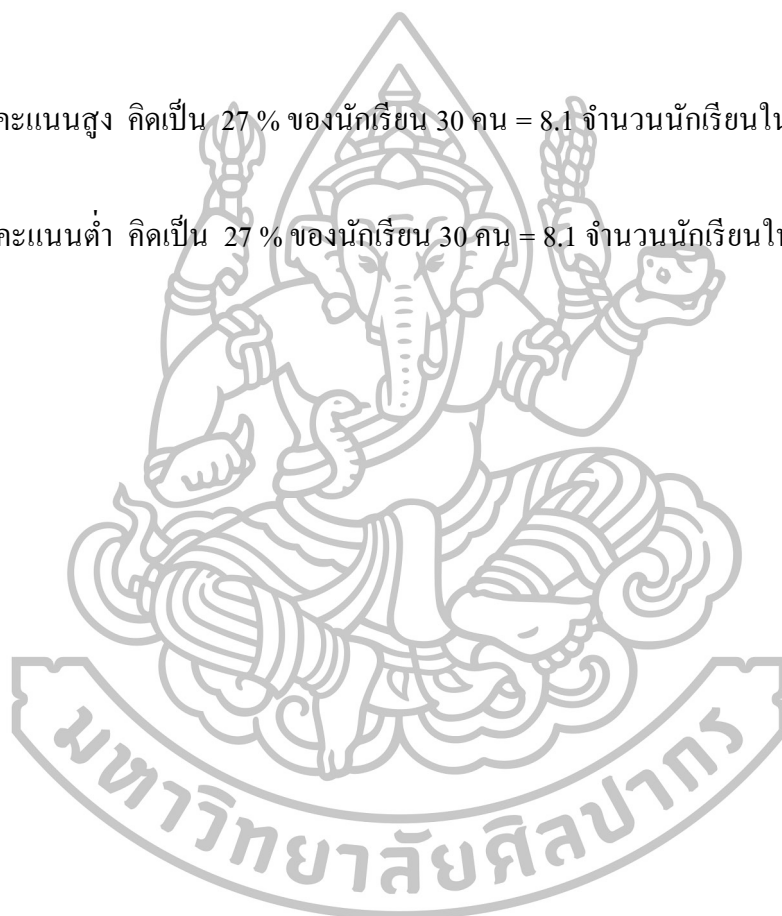 คะแนนสูง คิดเป็น 27 % ของนักเรียน 30 คน = 8.1 จำนวนนักเรียนใน
คะแนนต่ำ คิดเป็น 27 % ของนักเรียน 30 คน = 8.1 จำนวนนักเรียนใน
มหาวิทยาลัยศิลปากร